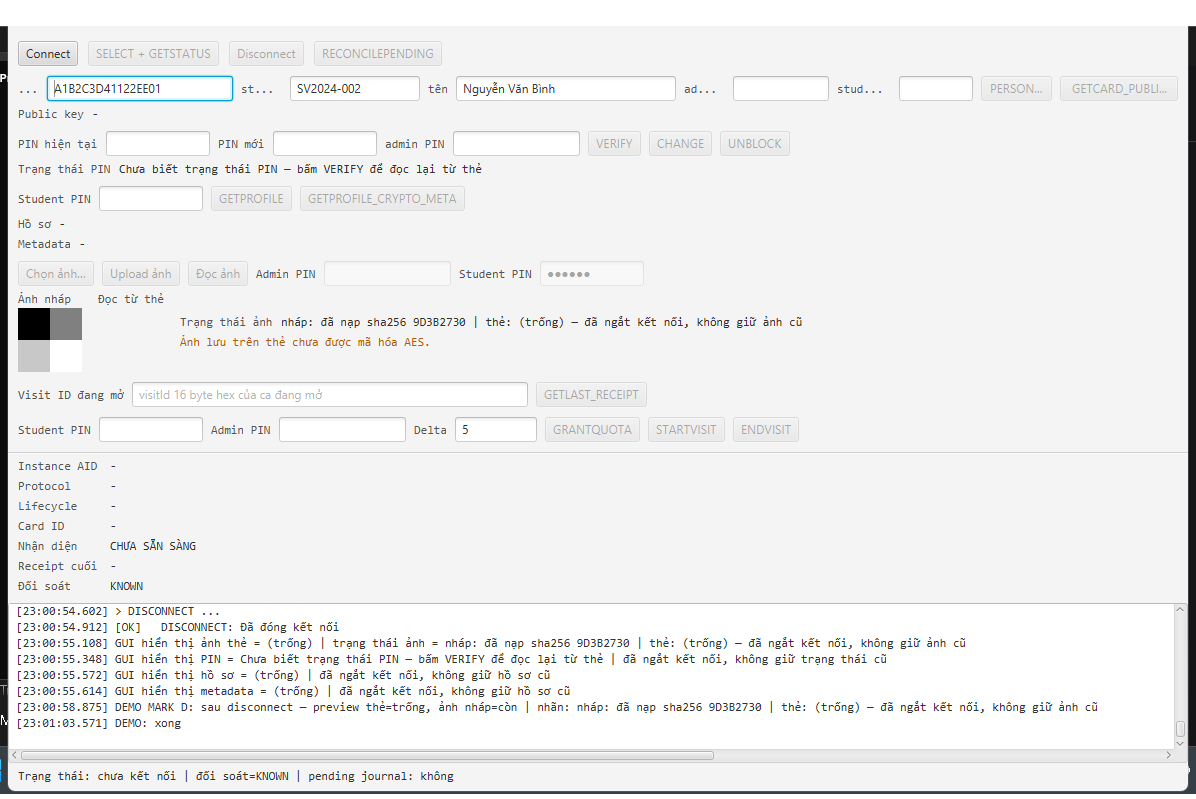 Connect SELECT + GETSTATUS Disconnect RECONCILEPENDING
... A1B2C3D41122EE01 st... SV2024-002 tên Nguyễn Văn Bình ad... stud... PERSON... GETCARD_PUBLI...
Public key -
PIN hiện tại PIN mới admin PIN VERIFY CHANGE UNBLOCK
Trạng thái PIN Chưa biết trạng thái PIN — bấm VERIFY để đọc lại từ thẻ
Student PIN GETPROFILE GETPROFILE_CRYPTO_META
Hồ sơ -
Metadata -
Chọn ảnh... Upload ảnh Đọc ảnh Admin PIN Student PIN ●●●●●●
Ảnh nháp Đọc từ thẻ
Trạng thái ảnh nháp: đã nạp sha256 9D3B2730 | thẻ: (trống) — đã ngắt kết nối, không giữ ảnh cũ
Ảnh lưu trên thẻ chưa được mã hóa AES.
Visit ID đang mở visitId 16 byte hex của ca đang mở GETLAST_RECEIPT
Student PIN Admin PIN Delta 5 GRANTQUOTA STARTVISIT ENDVISIT
Instance AID -
Protocol -
Lifecycle -
Card ID -
Nhận diện CHƯA SẴN SÀNG
Receipt cuối -
Đối soát KNOWN
[23:00:54.602] > DISCONNECT ...
[23:00:54.912] [OK] DISCONNECT: Đã đóng kết nối
[23:00:55.108] GUI hiển thị ảnh thẻ = (trống) | trạng thái ảnh = nháp: đã nạp sha256 9D3B2730 | thẻ: (trống) — đã ngắt kết nối, không giữ ảnh cũ
[23:00:55.348] GUI hiển thị PIN = Chưa biết trạng thái PIN — bấm VERIFY để đọc lại từ thẻ | đã ngắt kết nối, không giữ trạng thái cũ
[23:00:55.572] GUI hiển thị hồ sơ = (trống) | đã ngắt kết nối, không giữ hồ sơ cũ
[23:00:55.614] GUI hiển thị metadata = (trống) | đã ngắt kết nối, không giữ hồ sơ cũ
[23:00:58.875] DEMO MARK D: sau disconnect — preview thẻ=trống, ảnh nháp=còn | nhãn: nháp: đã nạp sha256 9D3B2730 | thẻ: (trống) — đã ngắt kết nối, không giữ ảnh cũ
[23:01:03.571] DEMO: xong
Trạng thái: chưa kết nối | đối soát=KNOWN | pending journal: không